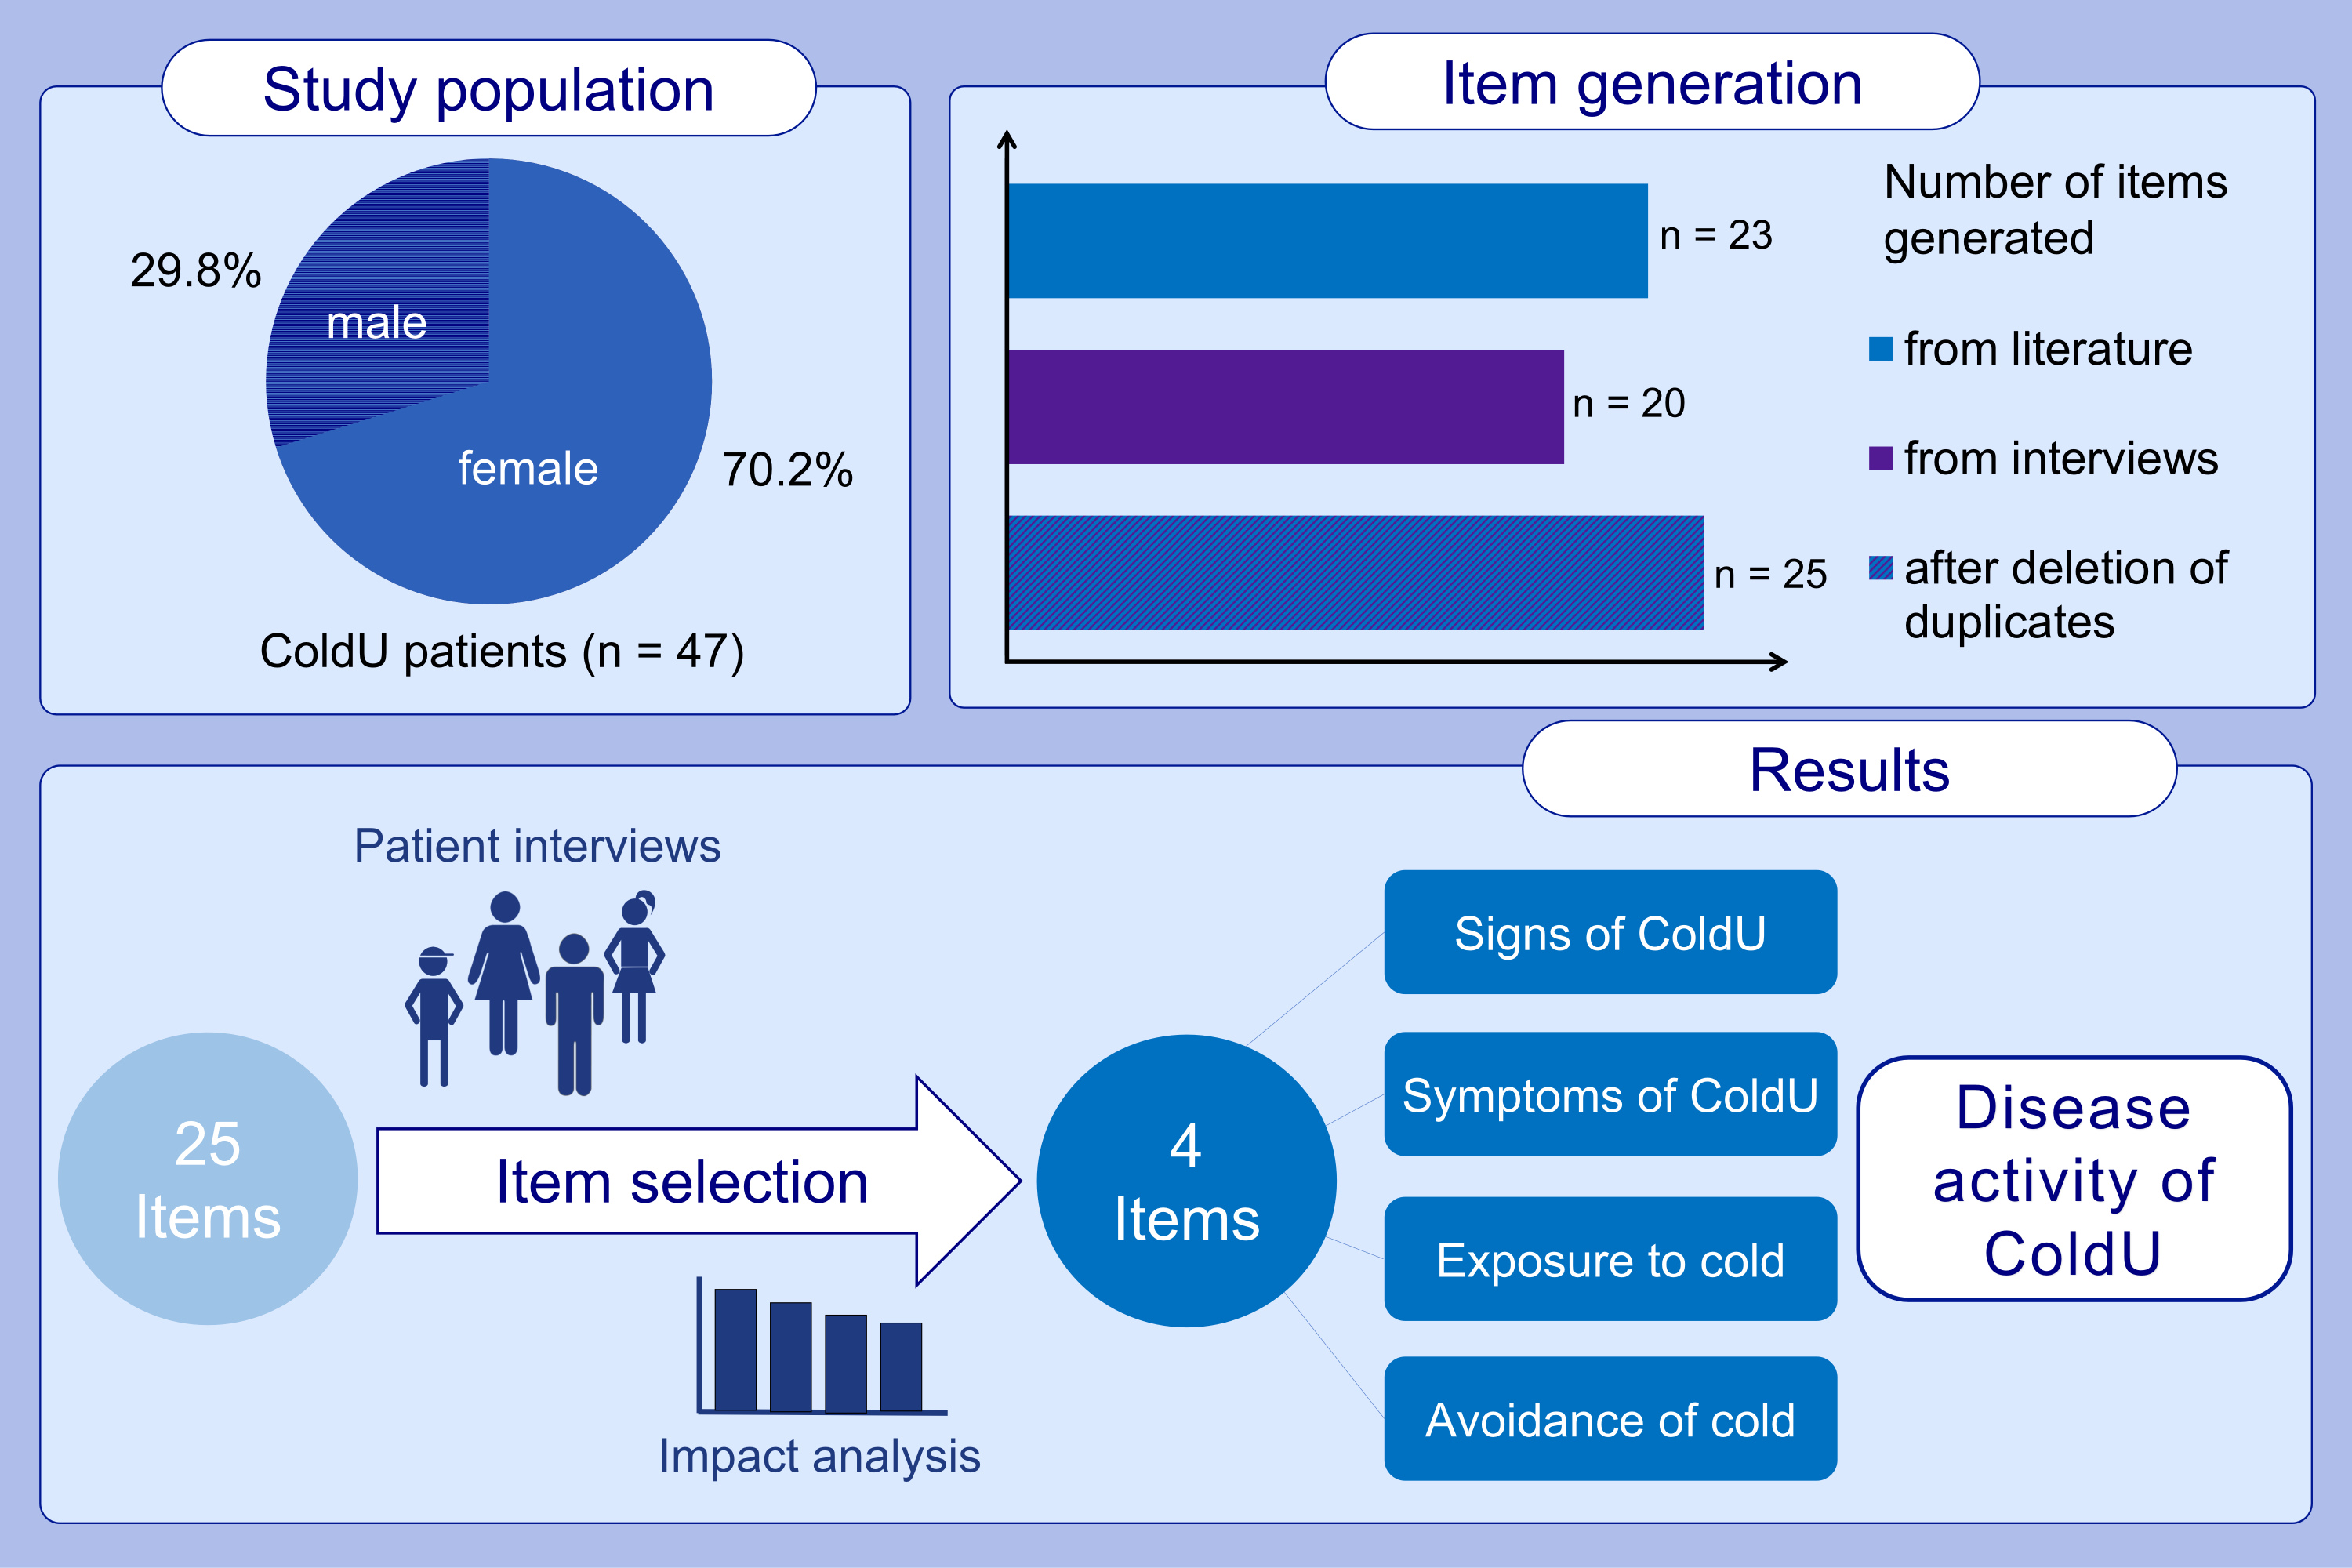 Study population
29.8%
male
female
70.2%
ColdU patients (n = 47)
Item generation
n = 23
n = 20
n = 25
Number of items
generated
from literature
from interviews
after deletion of
duplicates
Results
Patient interviews
25
Items
Item selection
Impact analysis
4
Items
Signs of ColdU
Symptoms of ColdU
Exposure to cold
Avoidance of cold
Disease
activity of
ColdU